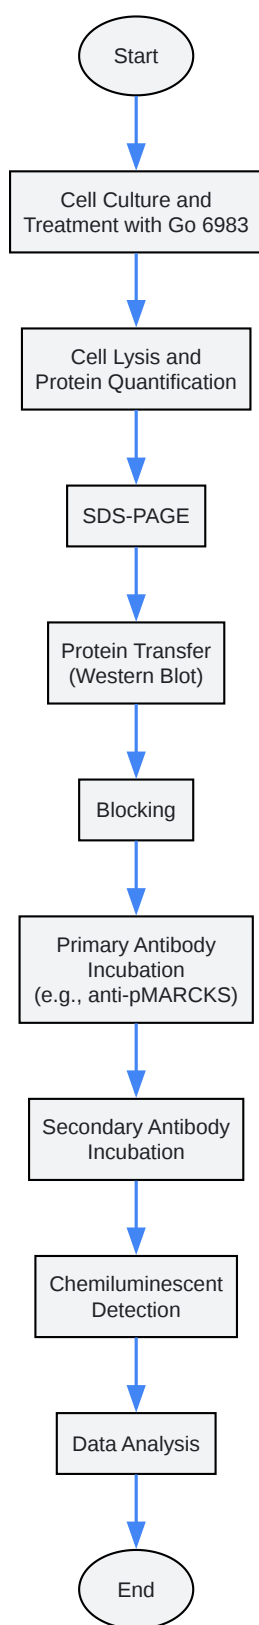 Start
Cell Culture and
Treatment with Go 6983
Cell Lysis and
Protein Quantification
SDS-PAGE
Protein Transfer
(Western Blot)
Blocking
Primary Antibody
Incubation
(e.g., anti-pMARCKS)
Secondary Antibody
Incubation
Chemiluminescent
Detection
Data Analysis
End